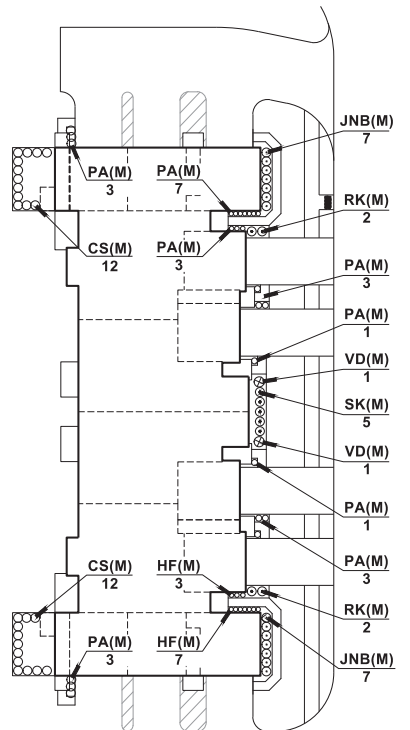 JNB(M)
7
PA(M)
3
PA(M)
7
RK(M)
2
CS(M)
12
PA(M)
3
PA(M)
3
PA(M)
1
VD(M)
1
SK(M)
5
VD(M)
1
PA(M)
1
PA(M)
3
CS(M)
12
HF(M)
3
RK(M)
2
PA(M)
3
HF(M)
7
JNB(M)
7